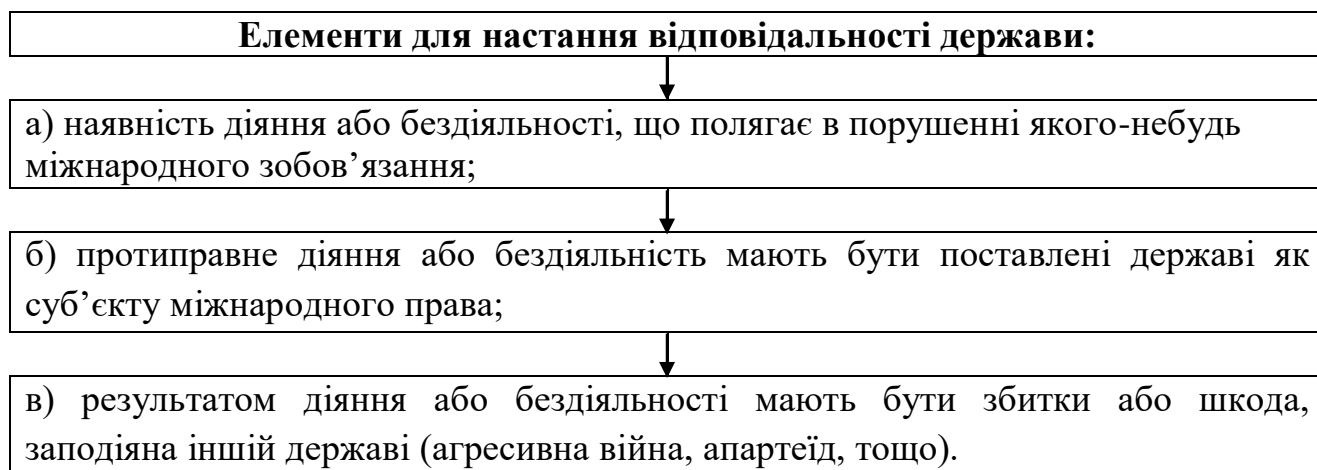 Елементи для настання відповідальності держави:
а) наявність діяння або бездіяльності, що полягає в порушенні якого-небудь
міжнародного зобов’язання;
б) протиправне діяння або бездіяльність мають бути поставлені державі як
суб’єкту міжнародного права;
в) результатом діяння або бездіяльності мають бути збитки або шкода,
заподіяна іншій державі (агресивна війна, апартеїд, тощо).